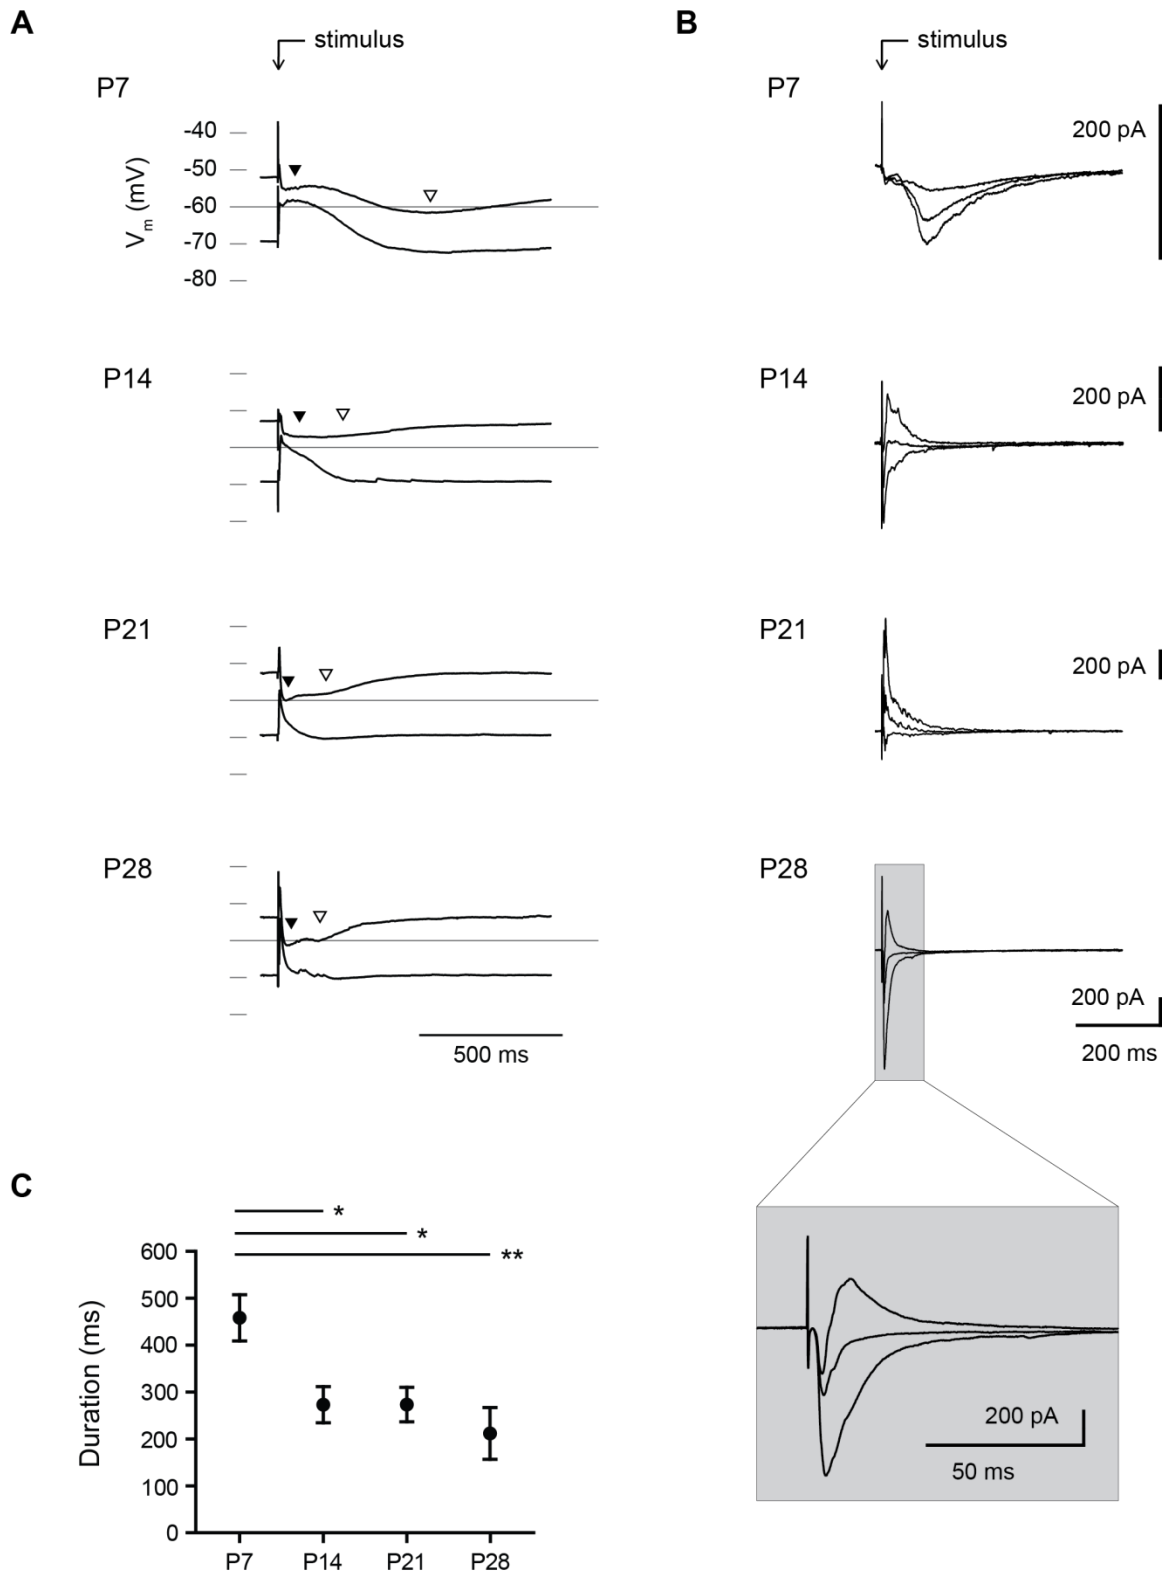 A
stimulus
P7
-40
-50
-60
-70
-80
Vm (mV)
P14
P21
P28
500 ms
B
stimulus
P7
200 pA
P14
200 pA
P21
200 pA
P28
200 pA
200 ms
200 pA
50 ms
C
*
*
**
600
500
400
300
200
100
0
Duration (ms)
P7 P14 P21 P28